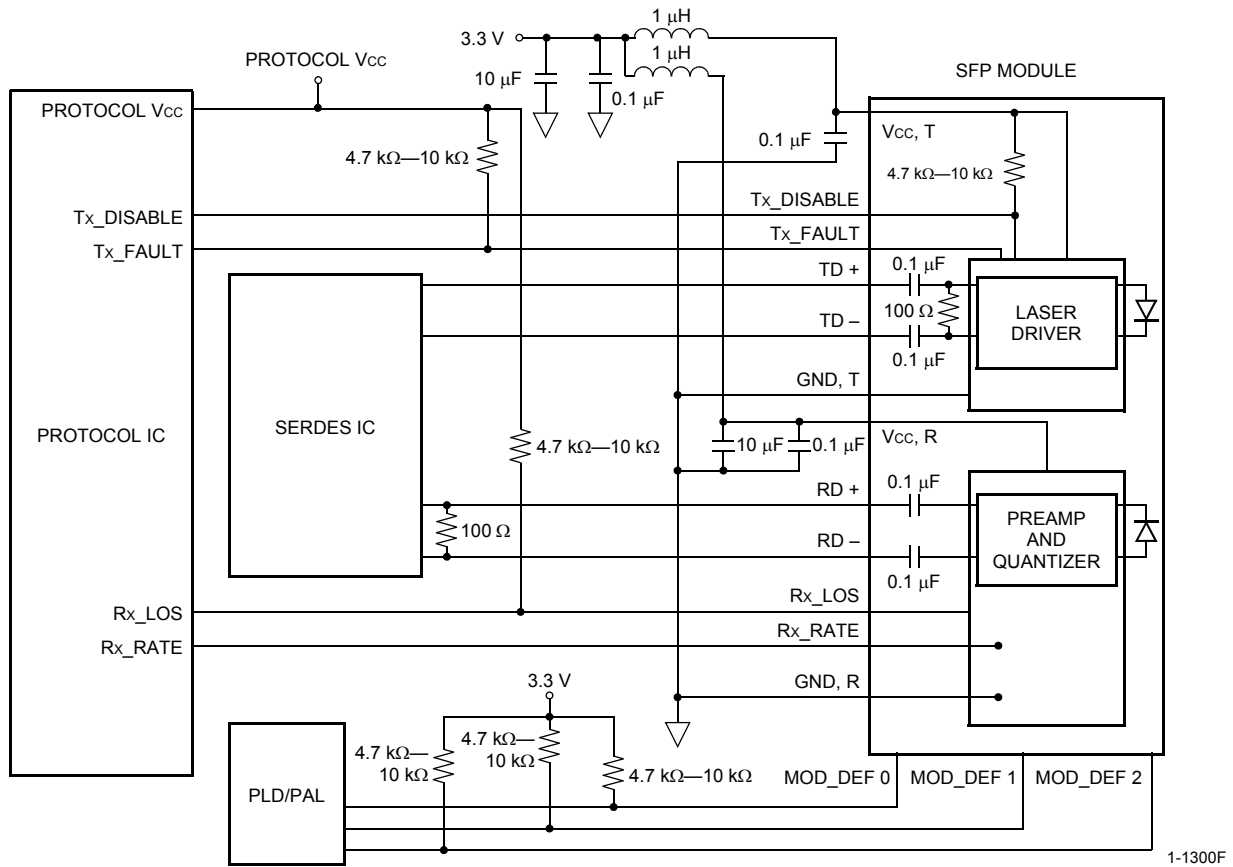 1 μH
3.3 V
1 μH
PROTOCOL VCC
10 μF
0.1 μF
SFP MODULE
PROTOCOL VCC
0.1 μF
VCC, T
4.7 kΩ—10 kΩ
4.7 kΩ—10 kΩ
TX_DISABLE
TX_DISABLE
TX_FAULT
TX_FAULT
TD +
0.1 μF
100 Ω
LASER
DRIVER
TD –
0.1 μF
GND, T
PROTOCOL IC
SERDES IC
4.7 kΩ—10 kΩ
10 μF
0.1 μF
VCC, R
RD +
0.1 μF
100 Ω
PREAMP
AND
QUANTIZER
RD –
0.1 μF
RX_LOS
RX_LOS
RX_RATE
RX_RATE
3.3 V
GND, R
4.7 kΩ—
10 kΩ
4.7 kΩ—
10 kΩ
4.7 kΩ—10 kΩ
PLD/PAL
MOD_DEF 0
MOD_DEF 1
MOD_DEF 2
1-1300F